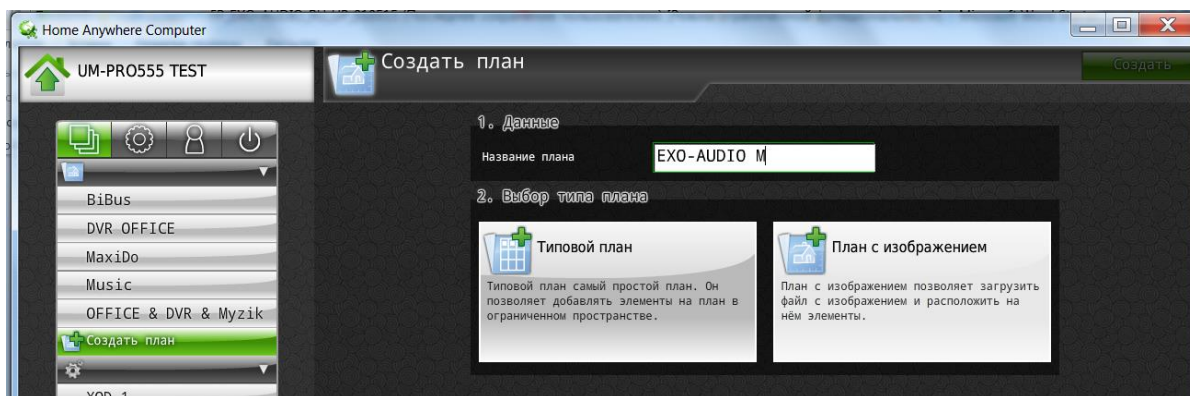 Home Anywhere Computer
UM-PRO555 TEST
Создать план
Создать
1. Данные
Название плана
EXO-AUDIO M
2. Выбор типа плана
BiBus
DVR OFFICE
MaxiDo
Music
OFFICE & DVR & Myzik
Создать план
Типовой план
Типовой план самый простой план. Он
позволяет добавлять элементы на план в
ограниченном пространстве.
План с изображением
План с изображением позволяет загрузить
файл с изображением и расположить на
нём элементы.